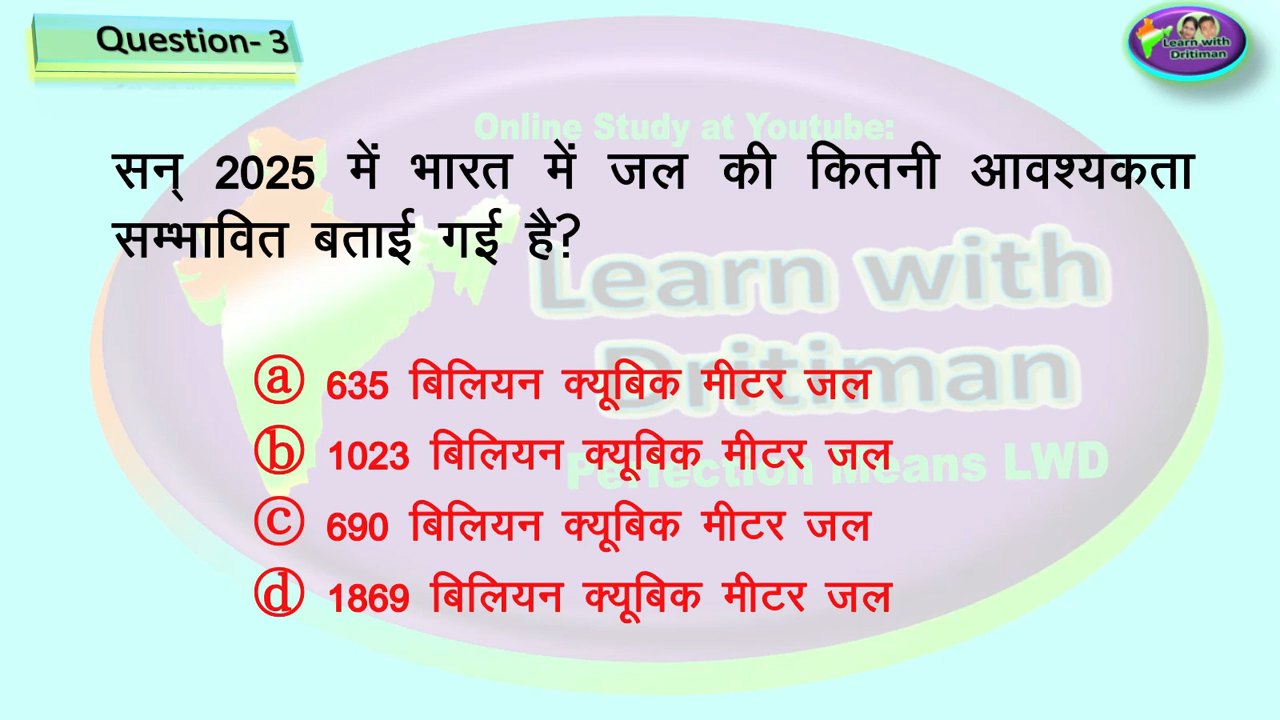 Question- 3
Learn with
Dritiman
Online Study at Youtube:
सन् 2025 में भारत में जल की कितनी आवश्यकता
सम्भावित बताई गई है?
Learn with
Dritiman
ⓐ 635 बिलियन क्यूबिक मीटर जल
ⓑ 1023 बिलियन क्यूबिक मीटर जल
Perfection Means LWD
ⓒ 690 बिलियन क्यूबिक मीटर जल
ⓓ 1869 बिलियन क्यूबिक मीटर जल